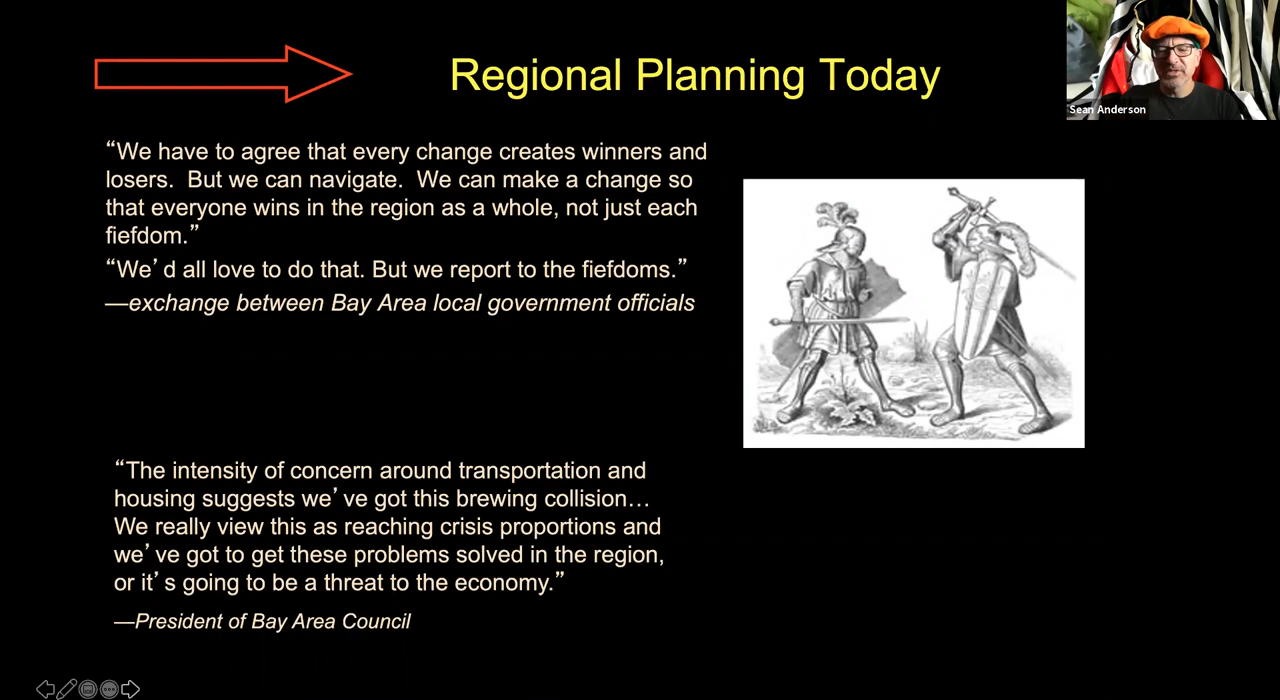 Regional Planning Today
Sean Anderson
“We have to agree that every change creates winners and
losers.  But we can navigate.  We can make a change so
that everyone wins in the region as a whole, not just each
fiefdom.”
“We’d all love to do that. But we report to the fiefdoms.”
—exchange between Bay Area local government officials
“The intensity of concern around transportation and
housing suggests we’ve got this brewing collision…
We really view this as reaching crisis proportions and
we’ve got to get these problems solved in the region,
or it’s going to be a threat to the economy.”
—President of Bay Area Council